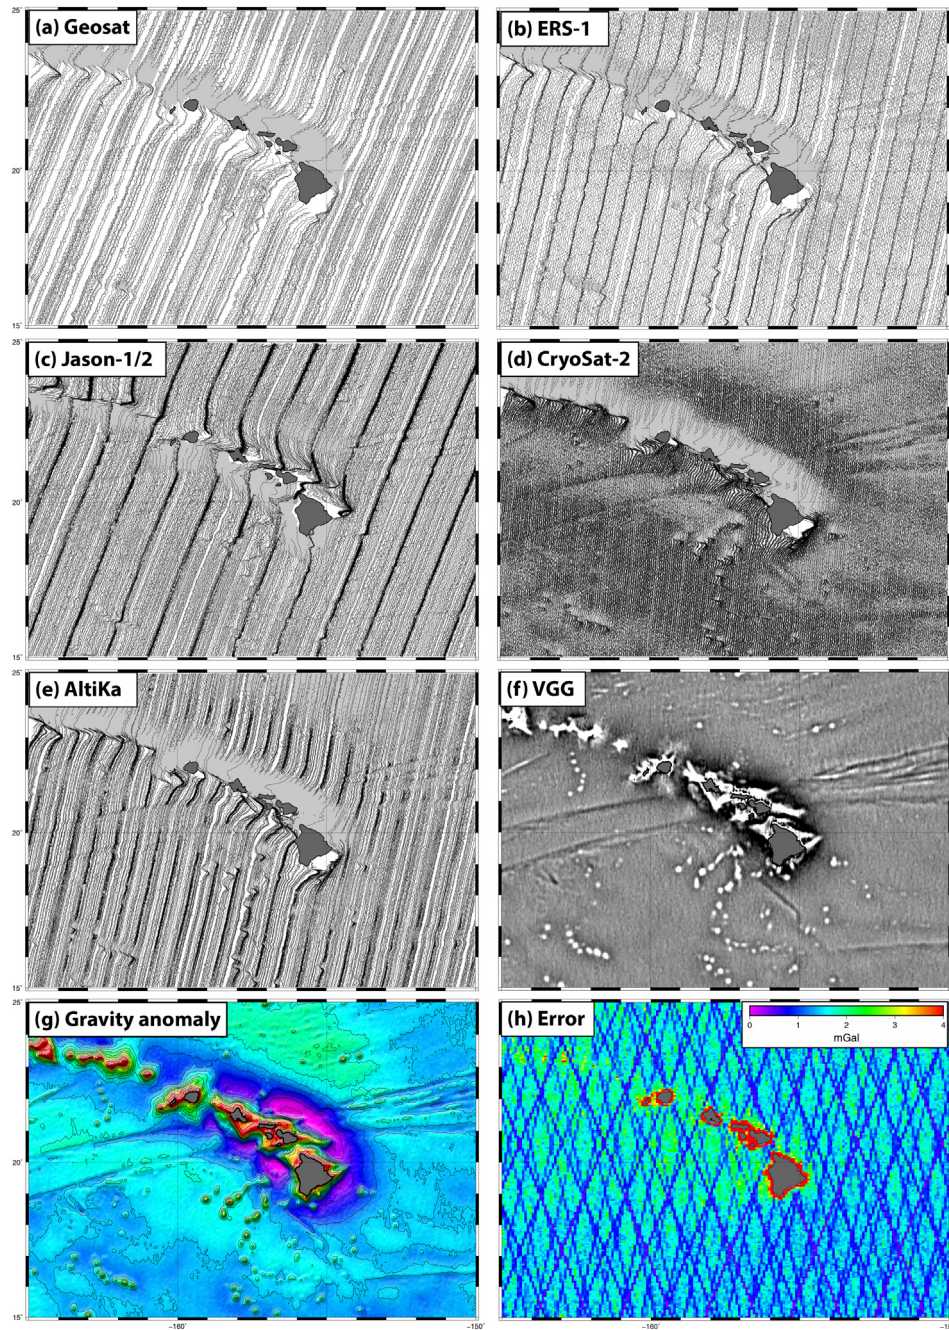 25˚
(a) Geosat
(b) ERS-1
20˚
15˚
(c) Jason-1/2
(d) CryoSat-2
25˚
20˚
15˚
25˚
(e) AltiKa
(f) VGG
20˚
15˚
25˚
(g) Gravity anomaly
(h) Error
0 1 2 3 4
mGal
20˚
15˚
−160˚ −150˚ −160˚